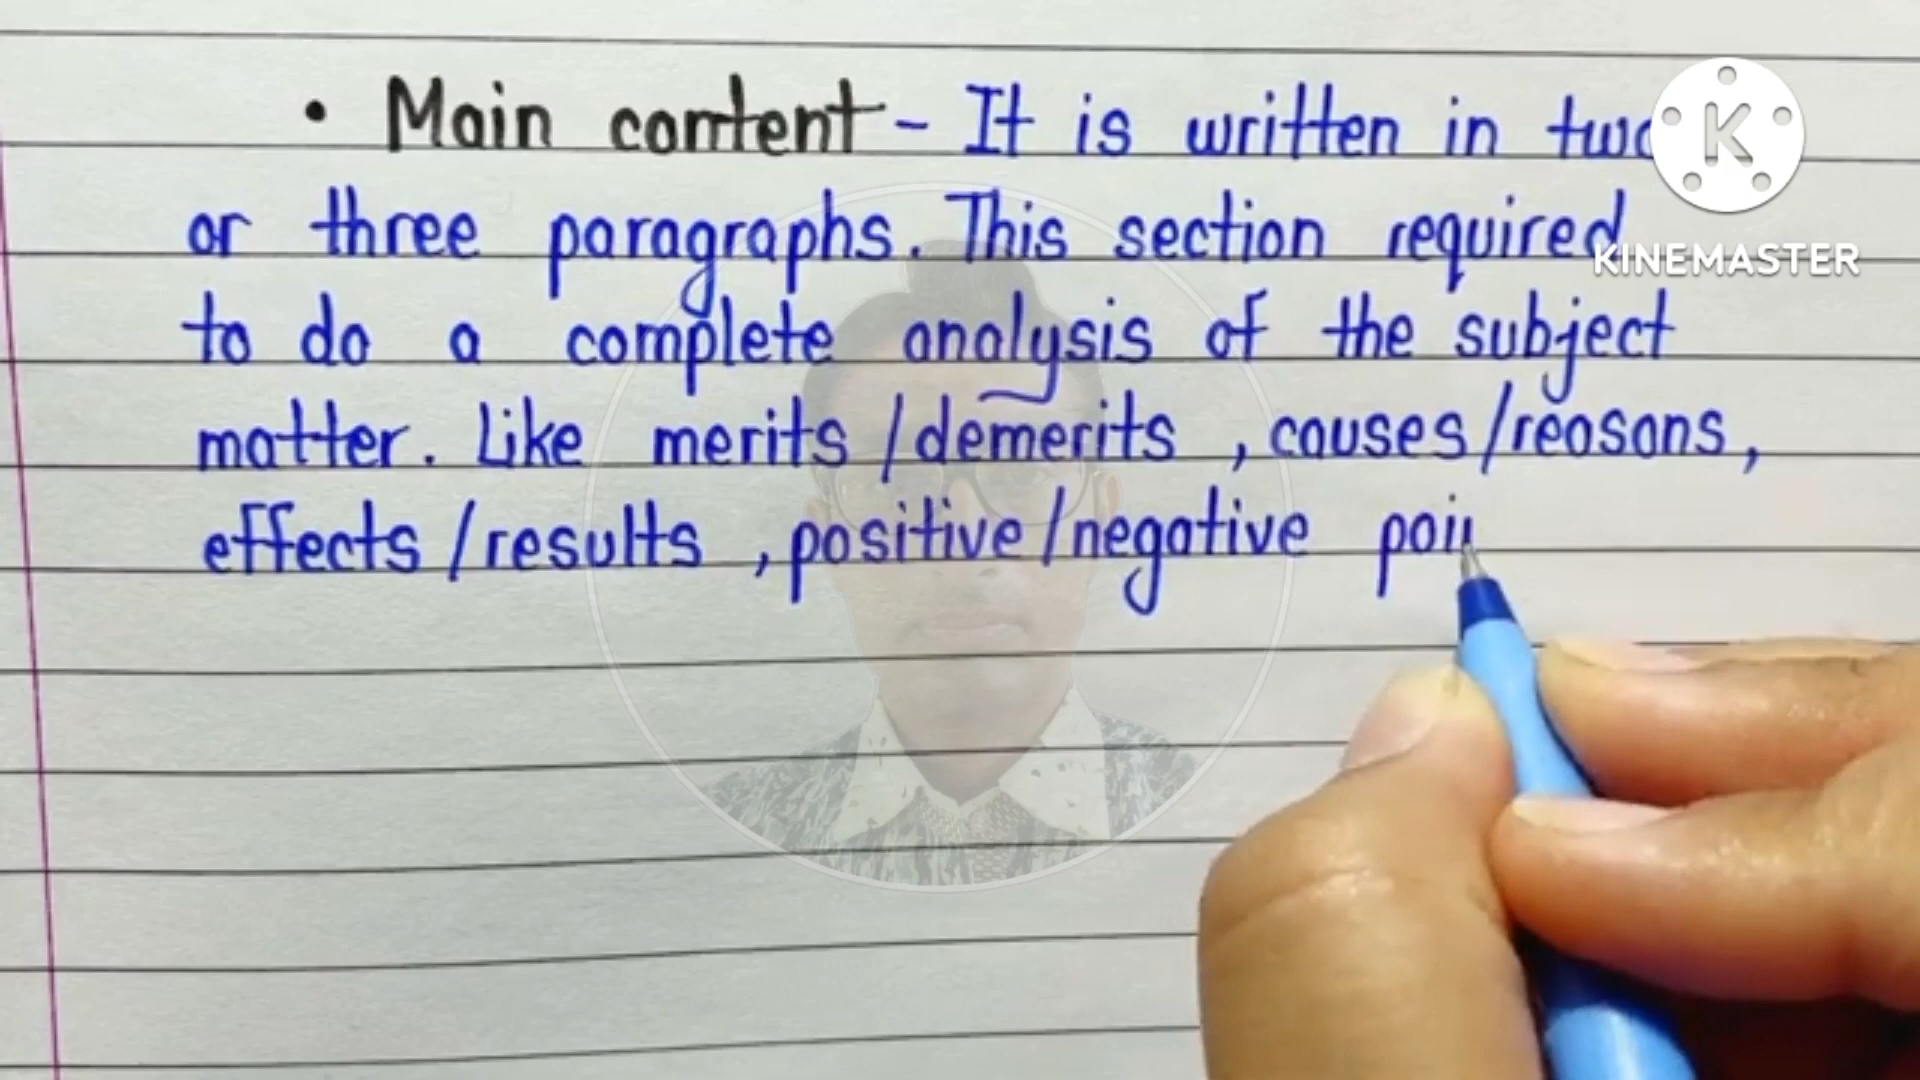 • Main content - It is written in two
or three paragraphs. This section required
to do a complete analysis of the subject
matter. Like merits/demerits, causes/reasons,
effects/results, positive/negative poi
K
KINEMASTER